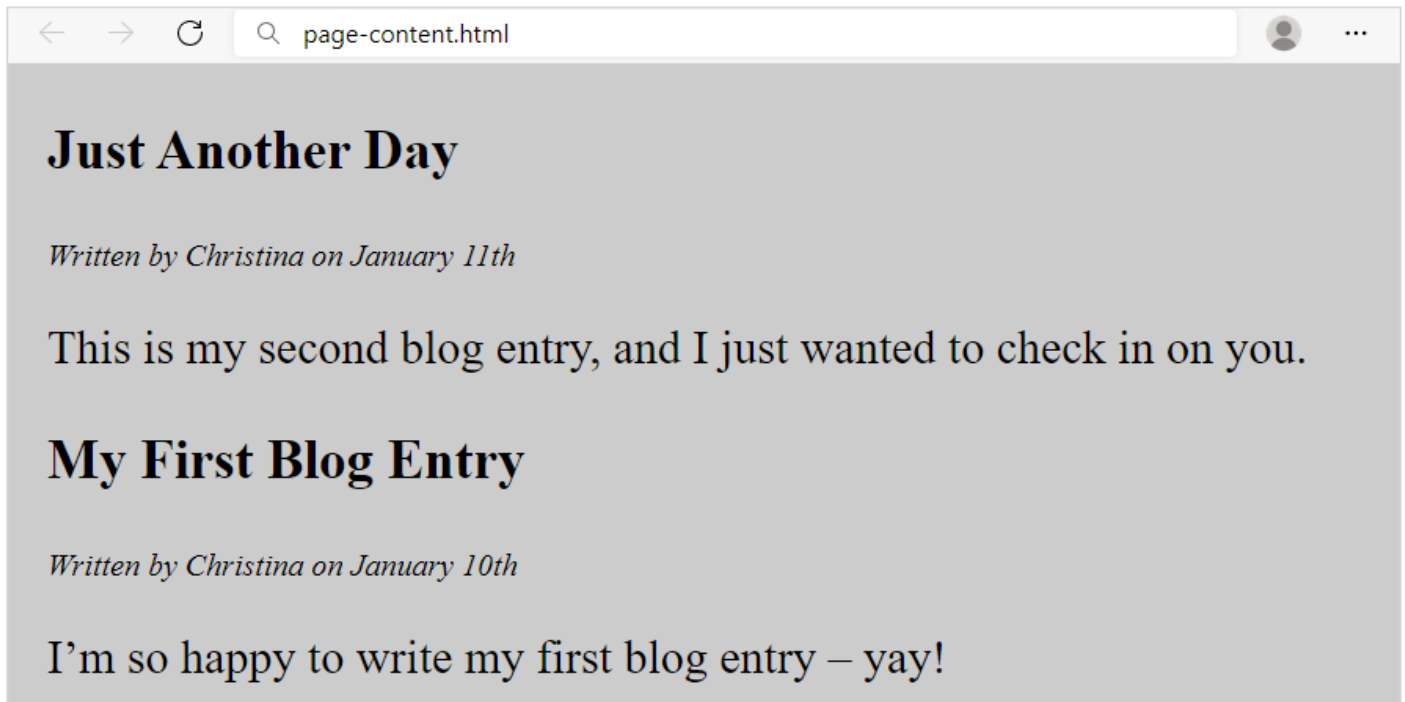 page-content.html
Just Another Day
Written by Christina on January 11th
This is my second blog entry, and I just wanted to check in on you.
My First Blog Entry
Written by Christina on January 10th
I’m so happy to write my first blog entry – yay!